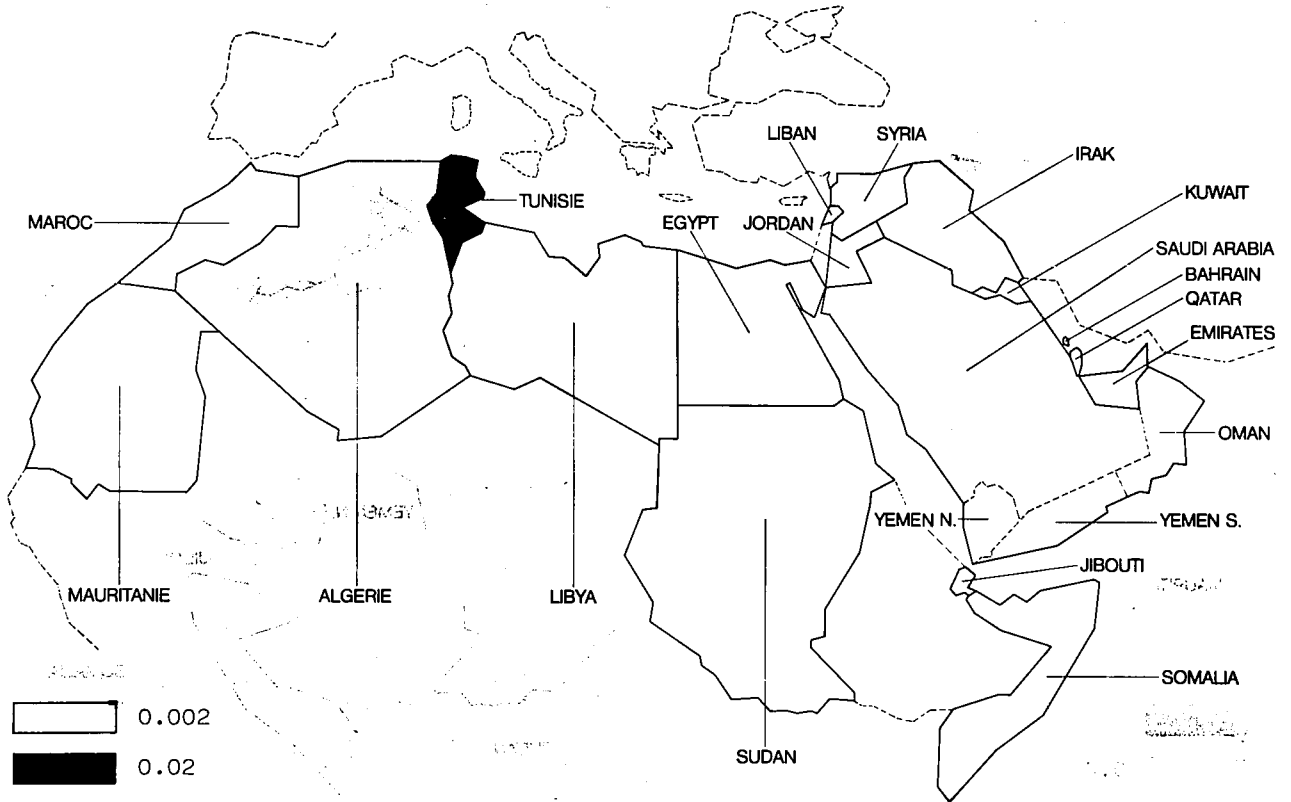 LIBAN
SYRIA
IRAK
KUWAIT
MAROC
TUNISIE
EGYPT
JORDAN
SAUDI ARABIA
BAHRAIN
QATAR
EMIRATES
OMAN
YEMEN N.
YEMEN S.
JIBOUTI
MAURITANIE
ALGERIE
LIBYA
SOMALIA
0.002
SUDAN
0.02